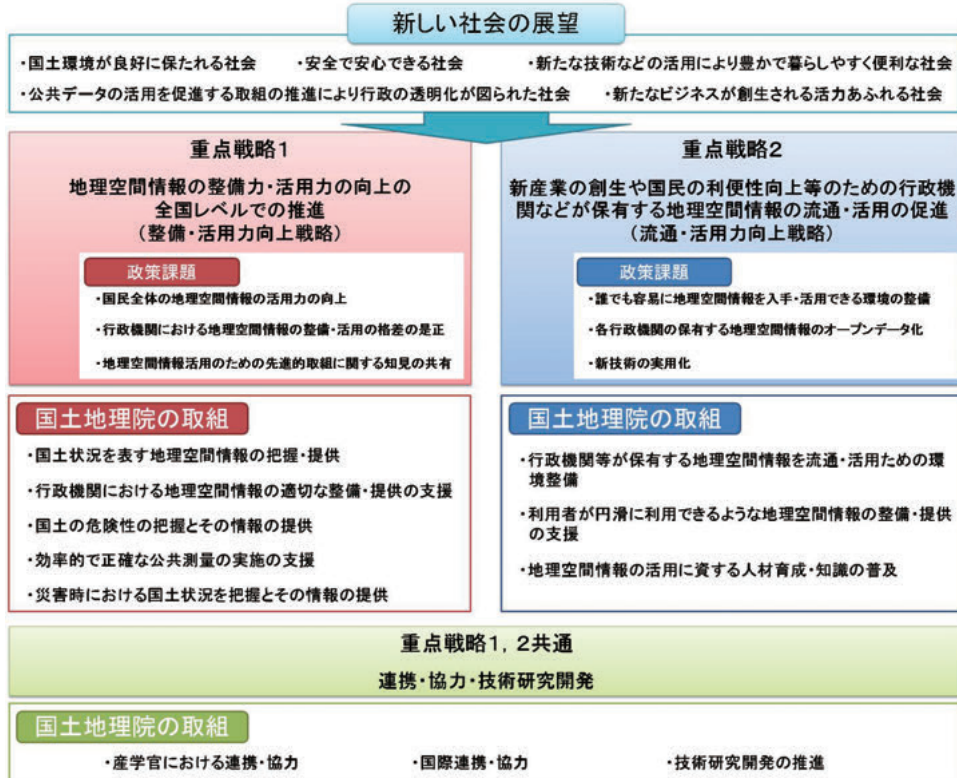 新しい社会の展望
・国土環境が良好に保たれる社会 ・安全で安心できる社会 ・新たな技術などの活用により豊かで暮らしやすく便利な社会
・公共データの活用を促進する取組の推進により行政の透明化が図られた社会 ・新たなビジネスが創生される活力あふれる社会
重点戦略1
地理空間情報の整備力・活用力の向上の
全国レベルでの推進
(整備・活用力向上戦略)
政策課題
・国民全体の地理空間情報の活用力の向上
・行政機関における地理空間情報の整備・活用の格差の是正
・地理空間情報活用のための先進的取組に関する知見の共有
国土地理院の取組
・国土状況を表す地理空間情報の把握・提供
・行政機関における地理空間情報の適切な整備・提供の支援
・国土の危険性の把握とその情報の提供
・効率的で正確な公共測量の実施の支援
・災害時における国土状況を把握とその情報の提供
重点戦略2
新産業の創生や国民の利便性向上等のための行政機
関などが保有する地理空間情報の流通・活用の促進
(流通・活用力向上戦略)
政策課題
・誰でも容易に地理空間情報を入手・活用できる環境の整備
・各行政機関の保有する地理空間情報のオープンデータ化
・新技術の実用化
国土地理院の取組
・行政機関等が保有する地理空間情報を流通・活用ための環
境整備
・利用者が円滑に利用できるような地理空間情報の整備・提供
の支援
・地理空間情報の活用に資する人材育成・知識の普及
重点戦略1，2共通
連携・協力・技術研究開発
国土地理院の取組
・産学官における連携・協力 ・国際連携・協力 ・技術研究開発の推進